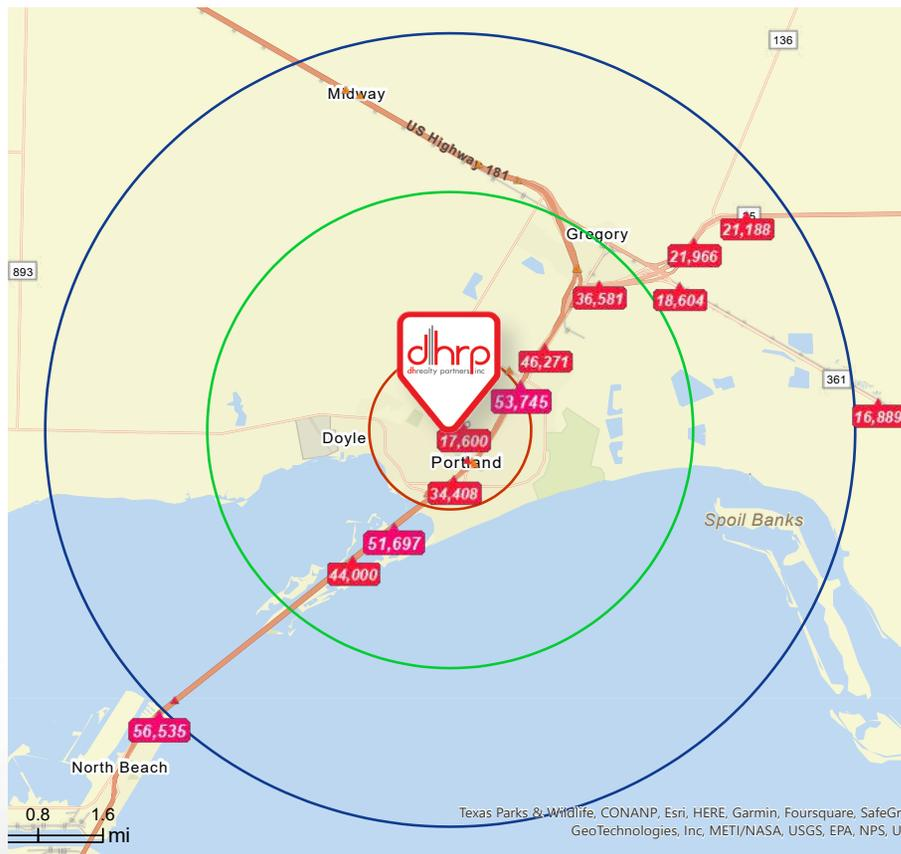 136
Midway
US Highway 181
35
21,188
Gregory
21,966
893
36,581
18,604
dhrp
dhrealty partners, inc
46,271
361
53,745
16,889
17,600
Doyle
Portland
34,408
Spoil Banks
51,697
44,000
56,535
North Beach
0.8
1.6
mi
Texas Parks & Wildlife, CONANP, Esri, HERE, Garmin, Foursquare, SafeGr
GeoTechnologies, Inc, METI/NASA, USGS, EPA, NPS, U